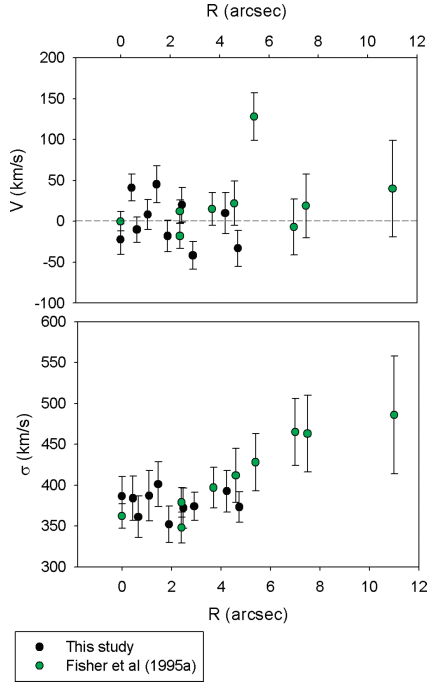 R (arcsec)
0 2 4 6 8 10 12
200
150
100
50
0
-50
-100
V (km/s)
600
550
500
450
400
350
300
σ (km/s)
0 2 4 6 8 10 12
R (arcsec)
This study
Fisher et al (1995a)